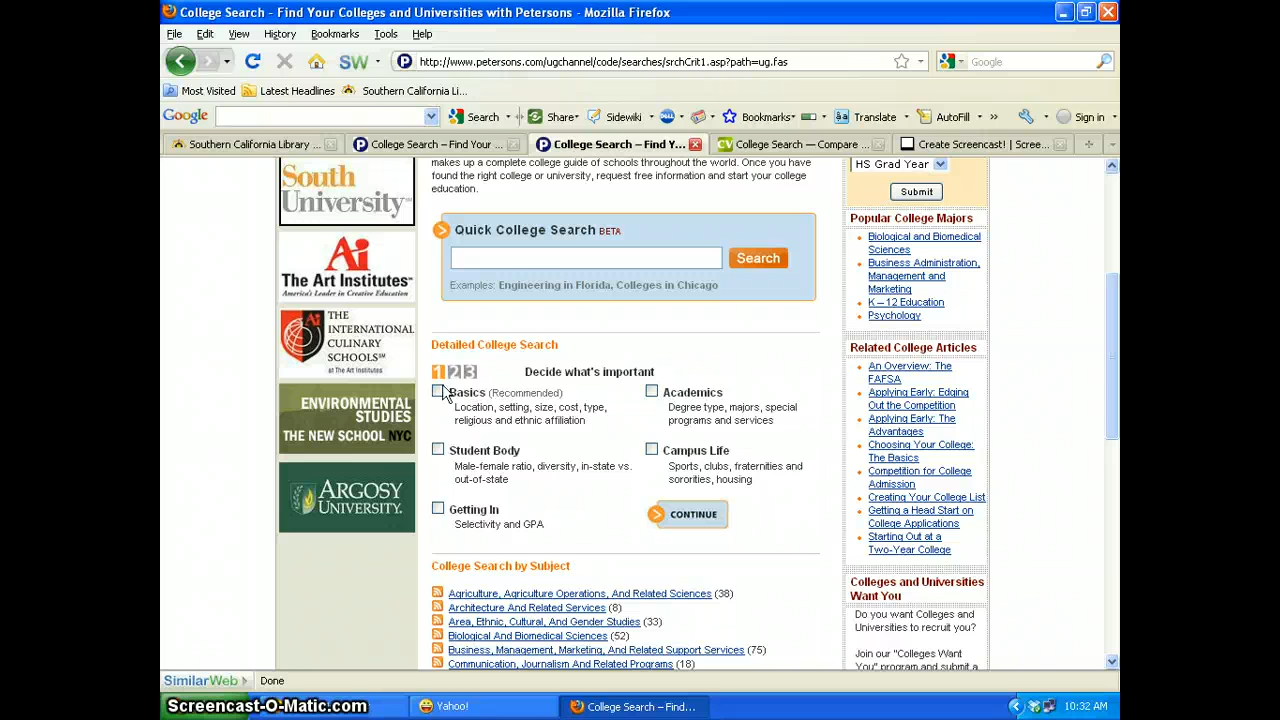 College Search - Find Your Colleges and Universities with Petersons - Mozilla Firefox
File Edit View History Bookmarks Tools Help
SW http://www.petersons.com/ugchannel/code/searches/srchCrit1.asp?path=ug.fas Google
Most Visited Latest Headlines Southern California Li...
Google Search Share Sidewiki Bookmarks Translate AutoFill » Sign in
Southern California Library ... College Search – Find Your ... College Search – Find Y... College Search — Compare ... Create Screencast! | Scree...
South
University
Ai
The Art Institutes
AMERICA'S LEADER IN CREATIVE EDUCATION
Ai THE
INTERNATIONAL
CULINARY
SCHOOLS SM
at The Art Institutes
ENVIRONMENTAL
STUDIES
THE NEW SCHOOL NYC
ARGOSY
UNIVERSITY
makes up a complete college guide of schools throughout the world. Once you have
found the right college or university, request free information and start your college
education.
Quick College Search BETA
Search
Examples: Engineering in Florida, Colleges in Chicago
Detailed College Search
1 2 3 Decide what's important
Basics (Recommended)
Location, setting, size, cost, type,
religious and ethnic affiliation
Academics
Degree type, majors, special
programs and services
Student Body
Male-female ratio, diversity, in-state vs.
out-of-state
Campus Life
Sports, clubs, fraternities and
sororities, housing
Getting In
Selectivity and GPA
CONTINUE
College Search by Subject
Agriculture, Agriculture Operations, And Related Sciences (38)
Architecture And Related Services (8)
Area, Ethnic, Cultural, And Gender Studies (33)
Biological And Biomedical Sciences (52)
Business, Management, Marketing, And Related Support Services (75)
Communication, Journalism And Related Programs (18)
HS Grad Year
Submit
Popular College Majors
Biological and Biomedical
Sciences
Business Administration,
Management and
Marketing
K – 12 Education
Psychology
Related College Articles
An Overview: The
FAFSA
Applying Early: Edging
Out the Competition
Applying Early: The
Advantages
Choosing Your College:
The Basics
Competition for College
Admission
Creating Your College List
Getting a Head Start on
College Applications
Starting Out at a
Two-Year College
Colleges and Universities
Want You
Do you want Colleges and
Universities to recruit you?
Join our "Colleges Want
You" program and submit a
SimilarWeb Done
Screencast-O-Matic.com Yahoo! College Search – Find... 10:32 AM